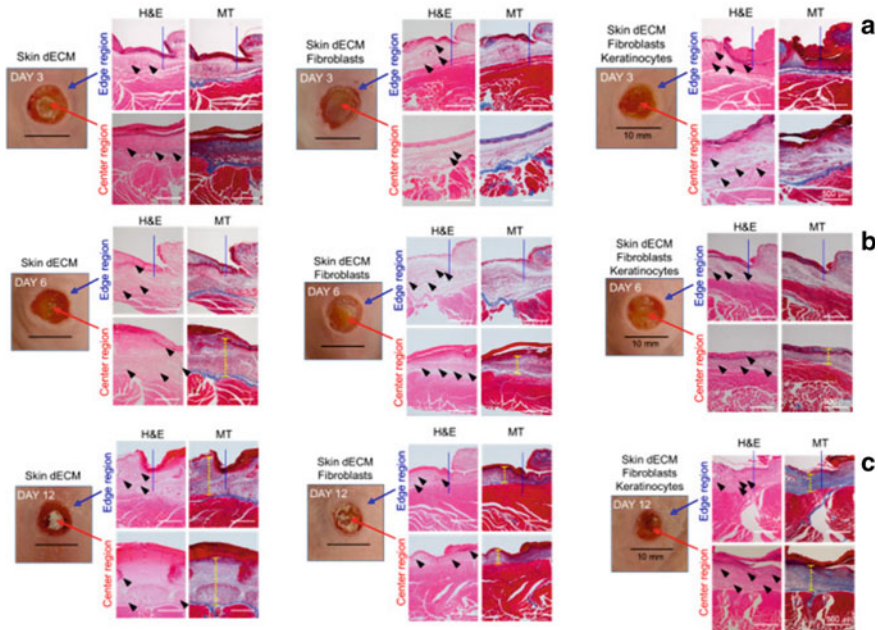 H&E MT
Skin dECM
DAY 3
Edge region
Center region
H&E MT
Skin dECM
Fibroblasts
DAY 3
Edge region
Center region
H&E MT
a
Skin dECM
Fibroblasts
Keratinocytes
DAY 3
10 mm
Edge region
Center region
500 µm
H&E MT
Skin dECM
DAY 6
Edge region
Center region
H&E MT
Skin dECM
Fibroblasts
DAY 6
Edge region
Center region
H&E MT
b
Skin dECM
Fibroblasts
Keratinocytes
DAY 6
10 mm
Edge region
Center region
H&E MT
Skin dECM
DAY 12
Edge region
Center region
H&E MT
Skin dECM
Fibroblasts
DAY 12
Edge region
Center region
H&E MT
c
Skin dECM
Fibroblasts
Keratinocytes
DAY 12
10 mm
Edge region
Center region
500 µm